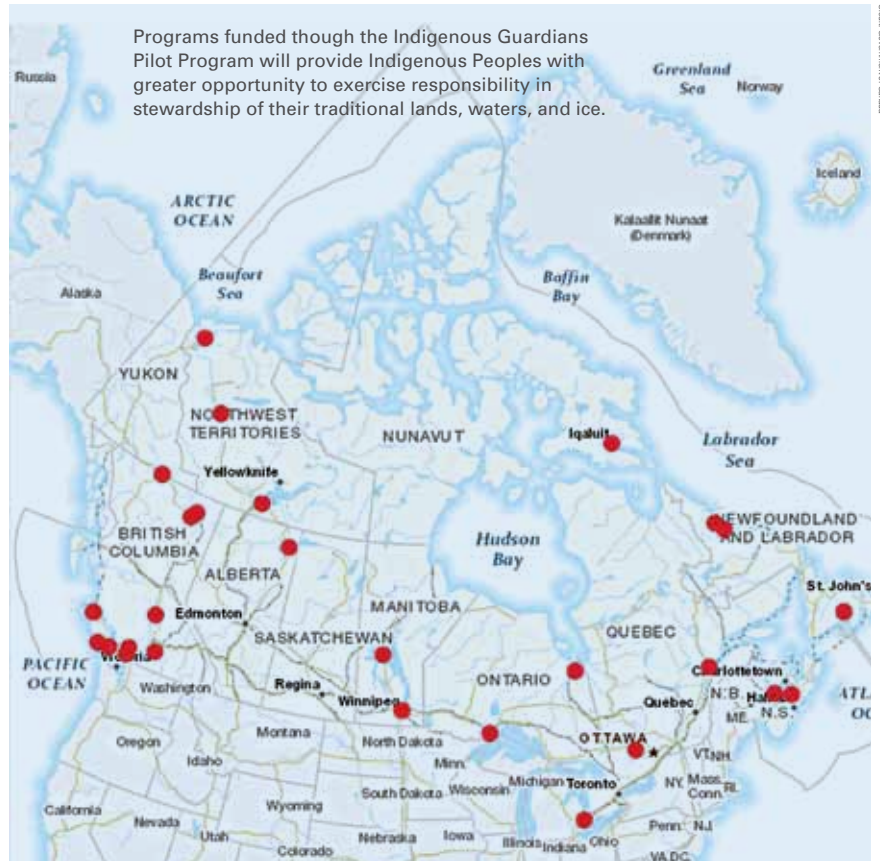 Programs funded though the Indigenous Guardians
Pilot Program will provide Indigenous Peoples with
greater opportunity to exercise responsibility in
stewardship of their traditional lands, waters, and ice.
Russia
Greenland
Sea
Norway
Iceland
ARCTIC
OCEAN
Kalaallit Nunaat
(Denmark)
Beaufort
Sea
Baffin
Bay
Alaska
YUKON
NORTHWEST
TERRITORIES
NUNAVUT
Iqaluit
Labrador
Sea
Yellowknife
NEWFOUNDLAND
AND LABRADOR
BRITISH
COLUMBIA
Hudson
Bay
ALBERTA
St. John's
MANITOBA
Edmonton
QUEBEC
SASKATCHEWAN
PACIFIC
OCEAN
Victoria
Charlottetown
Washington
Regina
Winnipeg
ONTARIO
Quebec
N.B.
N.S.
ME.
Oregon
Montana
North Dakota
OTTAWA
Minn.
VT.
NH.
Idaho
South Dakota
Wisconsin
Michigan
Toronto
NY.
Mass.
Conn.
RI.
California
Nevada
Wyoming
Utah
Colorado
Nebraska
Iowa
Illinois
Indiana
Ohio
Penn.
N.J.
VA.
D.C.